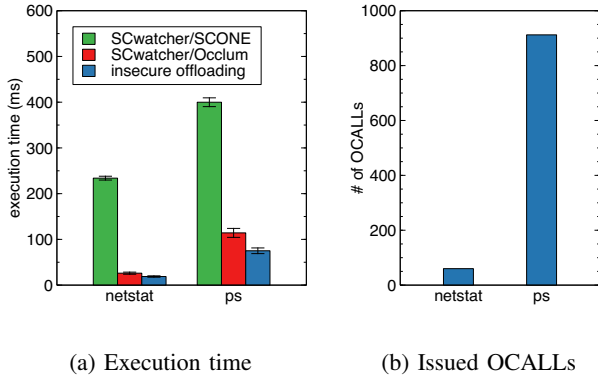 600
500
400
300
200
100
0
execution time (ms)
SCwatcher/SCONE
SCwatcher/Occlum
insecure offloading
netstat
ps
(a) Execution time
1000
800
600
400
200
0
# of OCALLs
netstat
ps
(b) Issued OCALLs